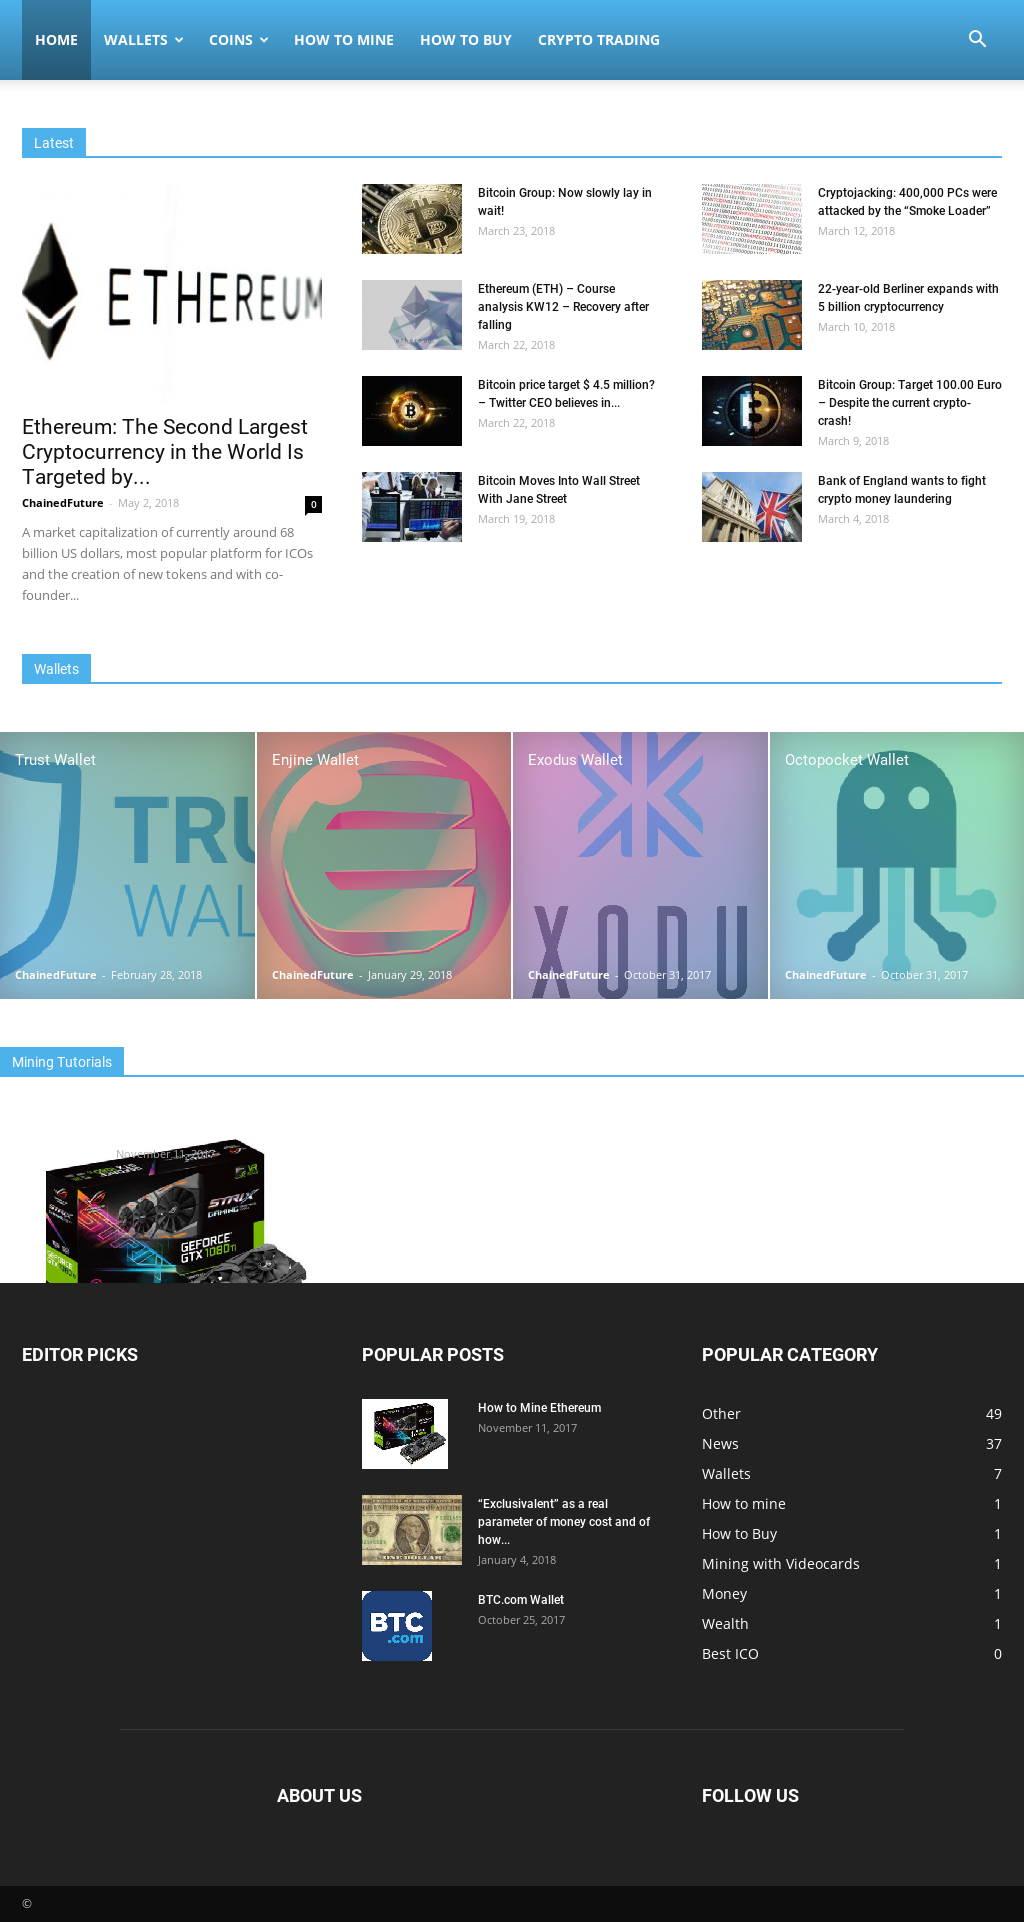 HOME WALLETS COINS HOW TO MINE HOW TO BUY CRYPTO TRADING
Latest
ETHEREUM
Ethereum: The Second Largest
Cryptocurrency in the World Is
Targeted by...
ChainedFuture - May 2, 2018 0
A market capitalization of currently around 68
billion US dollars, most popular platform for ICOs
and the creation of new tokens and with co-
founder...
Bitcoin Group: Now slowly lay in
wait!
March 23, 2018
Ethereum (ETH) – Course
analysis KW12 – Recovery after
falling
March 22, 2018
Bitcoin price target $ 4.5 million?
– Twitter CEO believes in...
March 22, 2018
Bitcoin Moves Into Wall Street
With Jane Street
March 19, 2018
Cryptojacking: 400,000 PCs were
attacked by the “Smoke Loader”
March 12, 2018
22-year-old Berliner expands with
5 billion cryptocurrency
March 10, 2018
Bitcoin Group: Target 100.00 Euro
– Despite the current crypto-
crash!
March 9, 2018
Bank of England wants to fight
crypto money laundering
March 4, 2018
Wallets
Trust Wallet
TRU
WAL
ChainedFuture - February 28, 2018
Enjine Wallet
ChainedFuture - January 29, 2018
Exodus Wallet
XODU
ChainedFuture - October 31, 2017
Octopocket Wallet
ChainedFuture - October 31, 2017
Mining Tutorials
November 11, 2017
STRIX
GAMING
GEFORCE
GTX 1080 Ti
EDITOR PICKS
POPULAR POSTS
How to Mine Ethereum
November 11, 2017
“Exclusivalent” as a real
parameter of money cost and of
how...
January 4, 2018
ONE DOLLAR
BTC
.com
BTC.com Wallet
October 25, 2017
POPULAR CATEGORY
Other 49
News 37
Wallets 7
How to mine 1
How to Buy 1
Mining with Videocards 1
Money 1
Wealth 1
Best ICO 0
ABOUT US
FOLLOW US
©